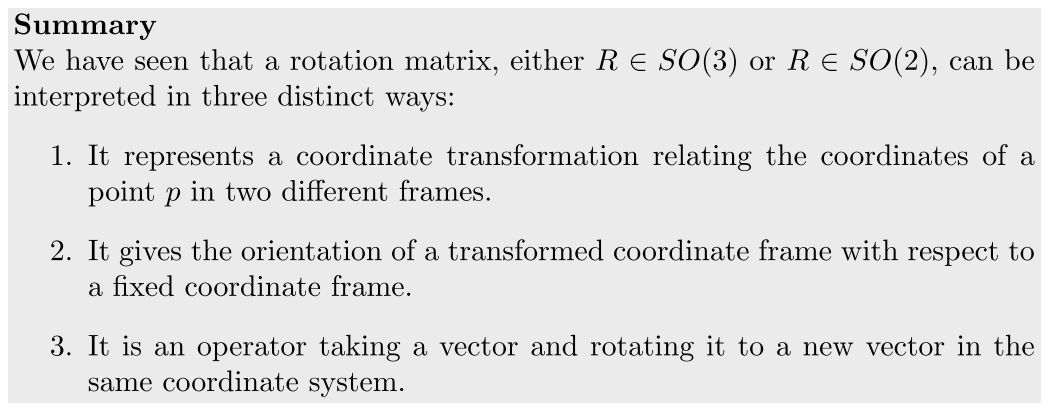 Summary
We have seen that a rotation matrix, either R ∈ SO(3) or R ∈ SO(2), can be
interpreted in three distinct ways:
1. It represents a coordinate transformation relating the coordinates of a
point p in two different frames.
2. It gives the orientation of a transformed coordinate frame with respect to
a fixed coordinate frame.
3. It is an operator taking a vector and rotating it to a new vector in the
same coordinate system.